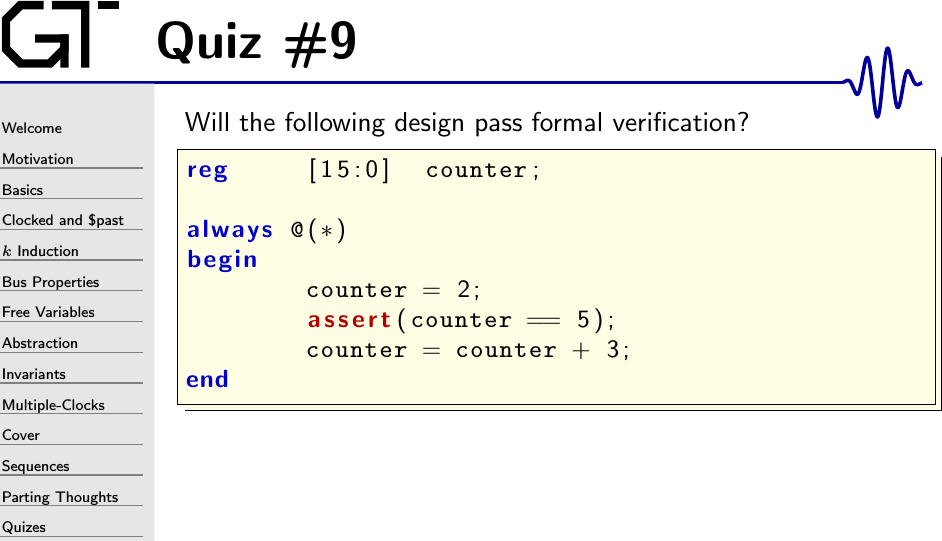 GT
Quiz #9
Welcome
Motivation
Basics
Clocked and $past
k Induction
Bus Properties
Free Variables
Abstraction
Invariants
Multiple-Clocks
Cover
Sequences
Parting Thoughts
Quizes
Will the following design pass formal verification?
reg [15:0] counter;
always @(*)
begin
counter = 2;
assert(counter == 5);
counter = counter + 3;
end